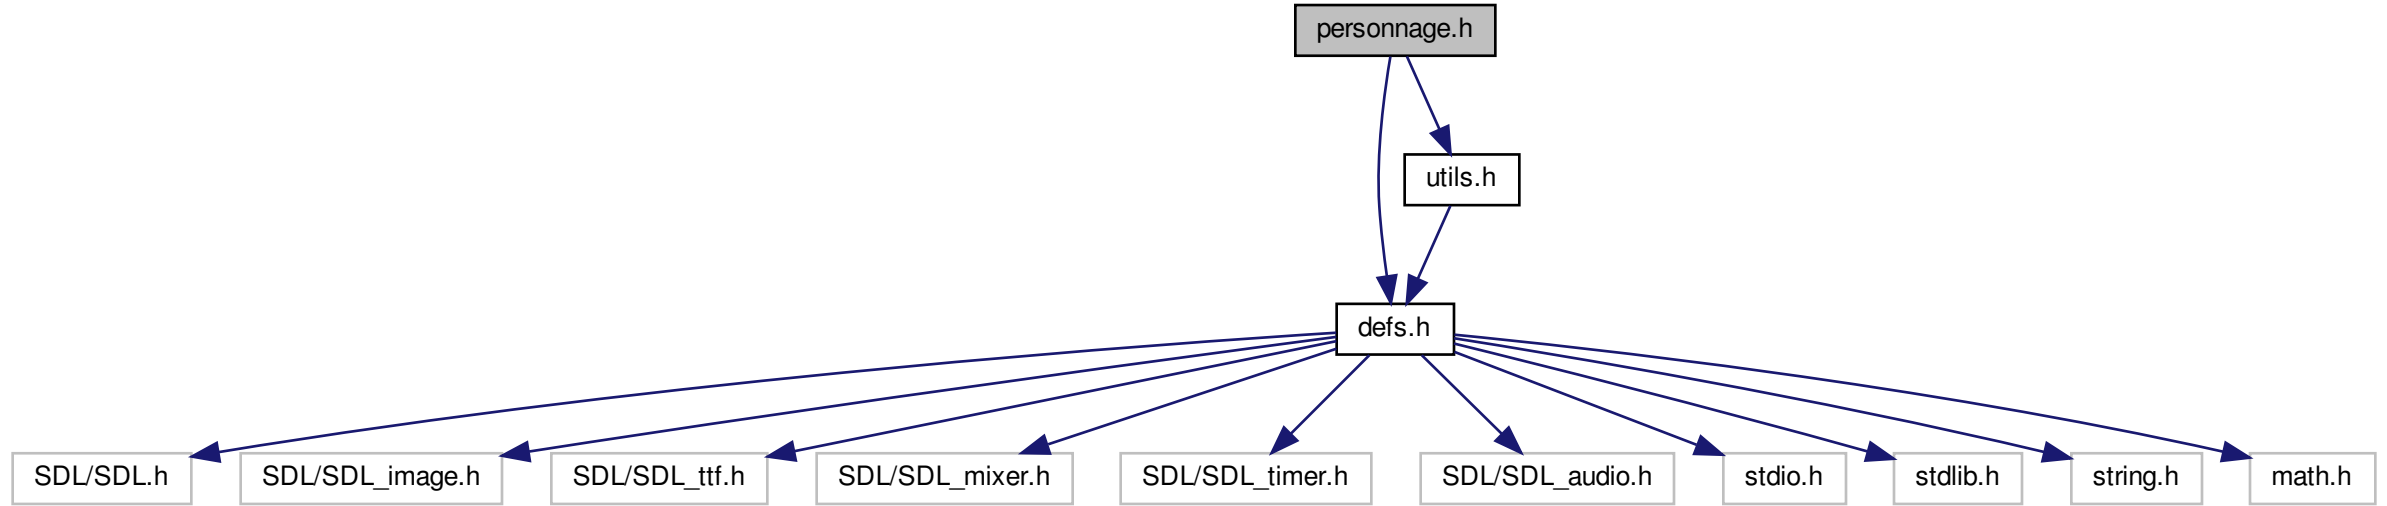 personnage.h
utils.h
defs.h
SDL/SDL.h
SDL/SDL_image.h
SDL/SDL_ttf.h
SDL/SDL_mixer.h
SDL/SDL_timer.h
SDL/SDL_audio.h
stdio.h
stdlib.h
string.h
math.h